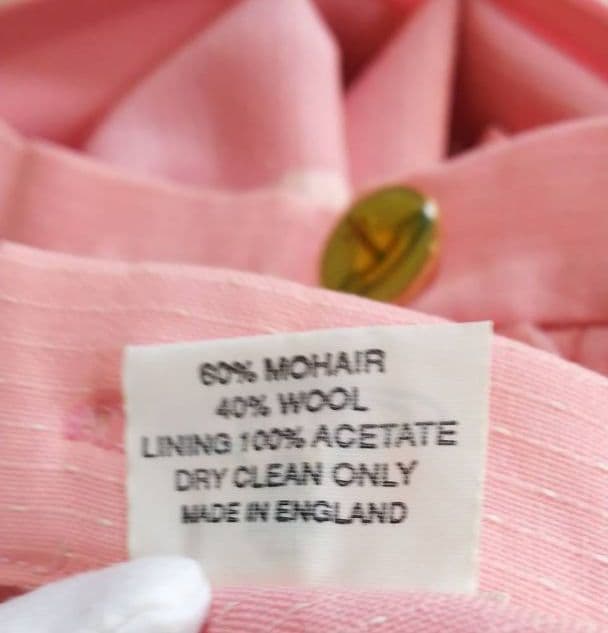 60% MOHAIR
40% WOOL
LINING 100% ACETATE
DRY CLEAN ONLY
MADE IN ENGLAND